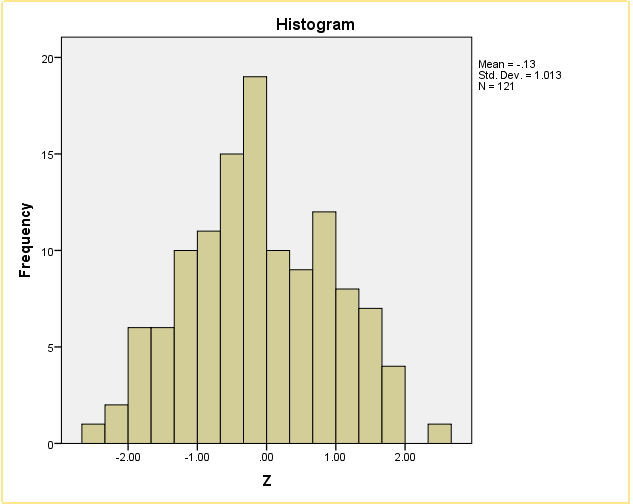 Histogram
Mean = -.13
Std. Dev. = 1.013
N = 121
20
15
10
5
0
Frequency
-2.00 -1.00 .00 1.00 2.00
Z